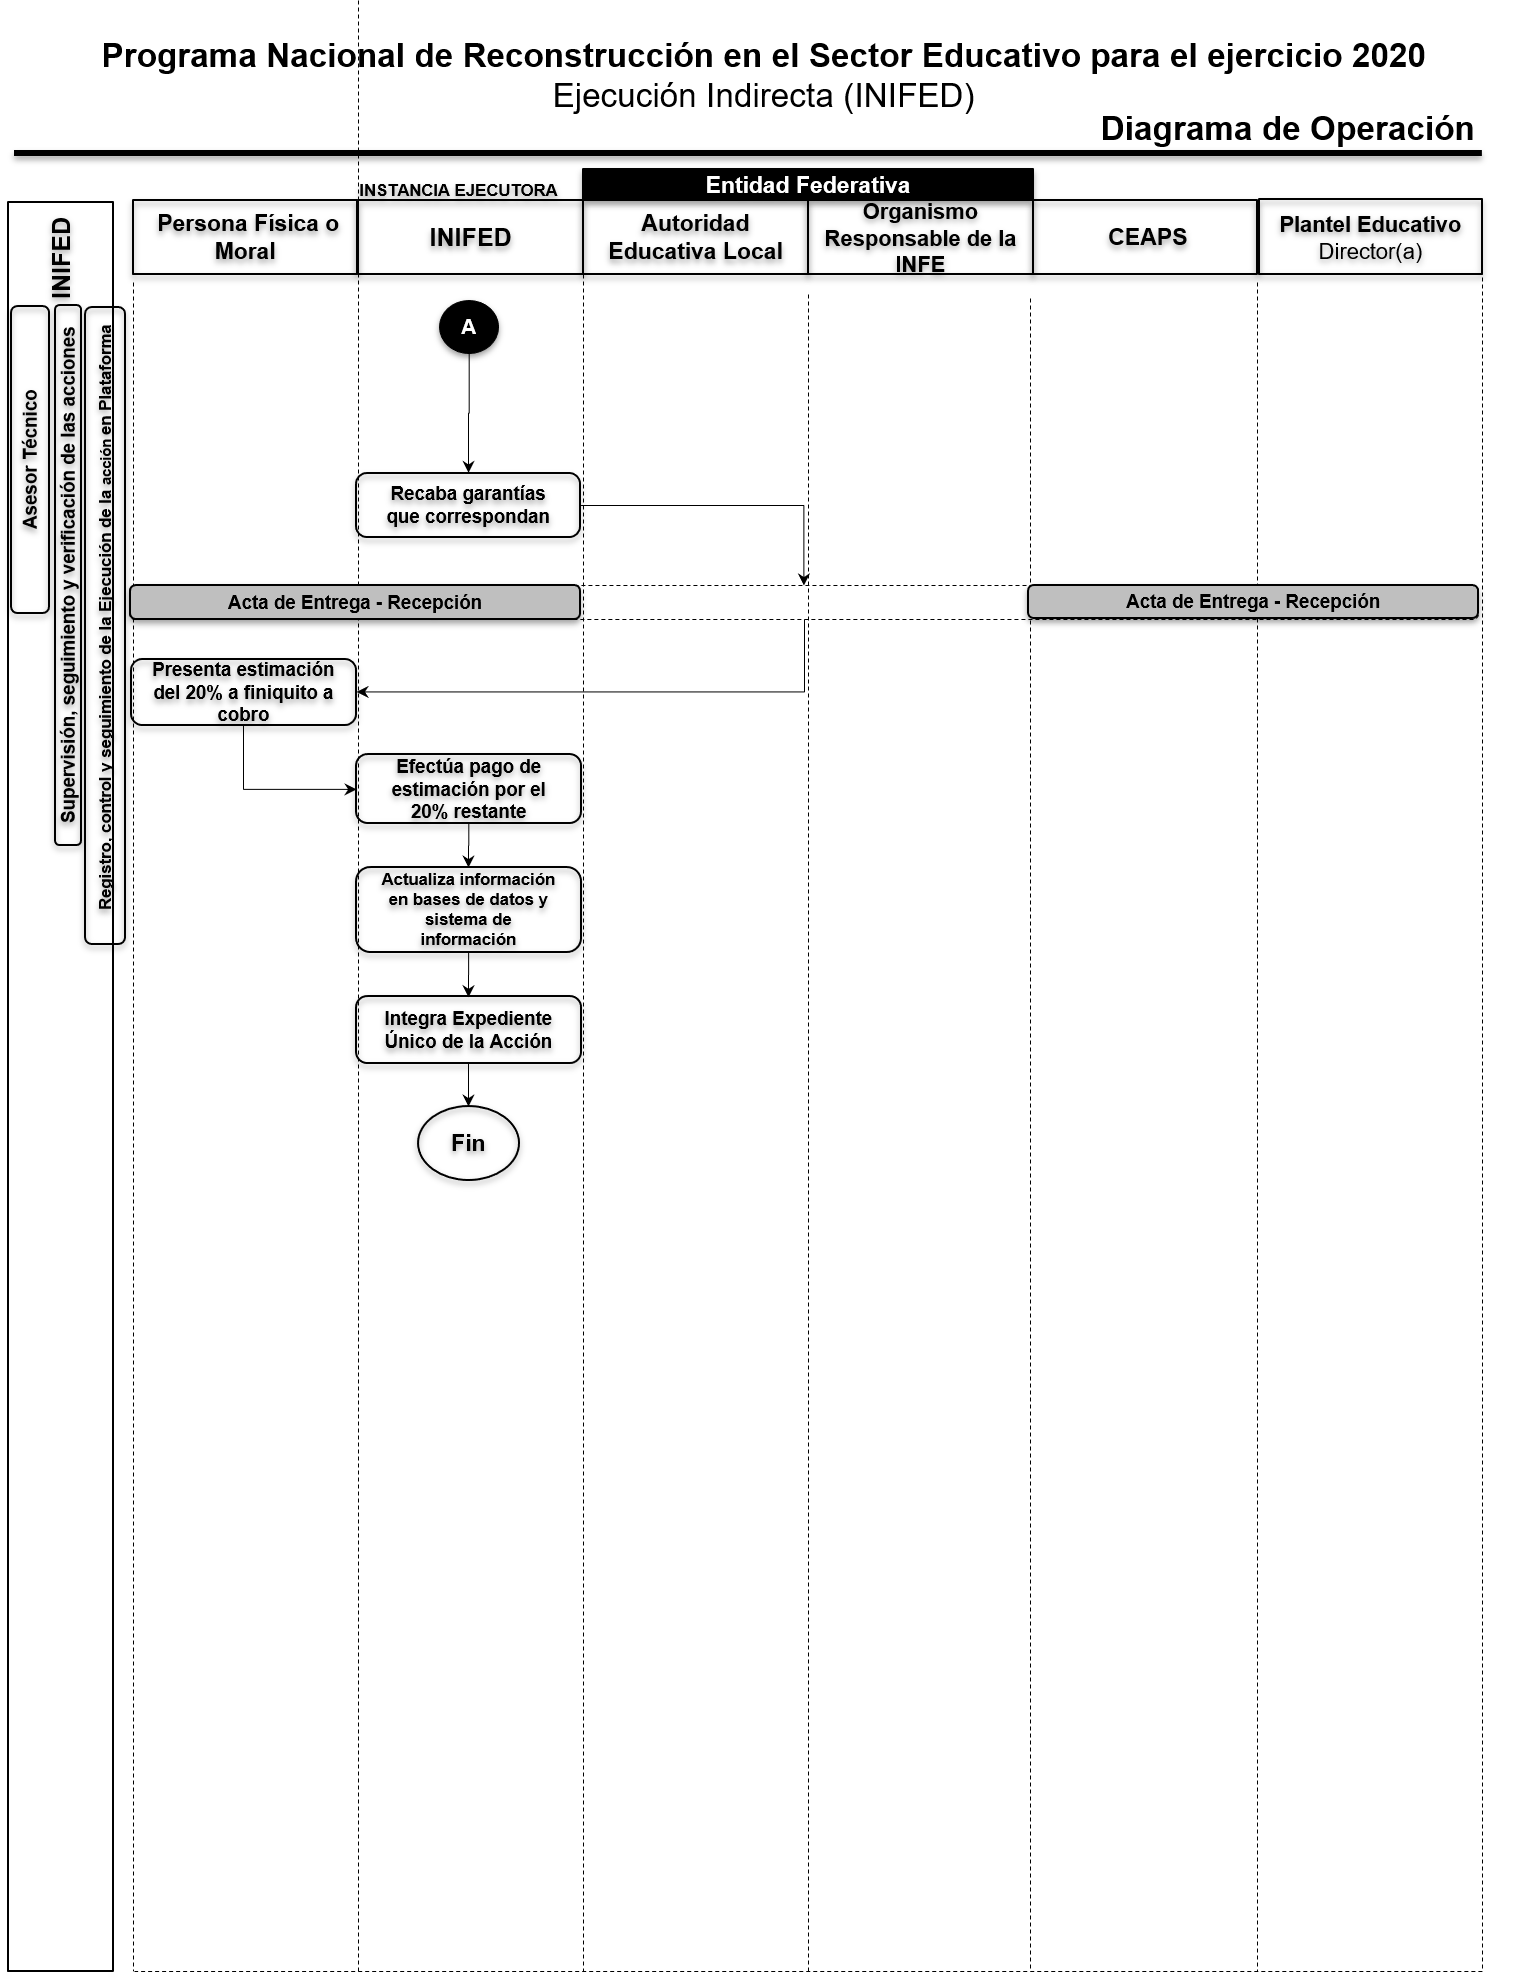 Programa Nacional de Reconstrucción en el Sector Educativo para el ejercicio 2020
Ejecución Indirecta (INIFED)
Diagrama de Operación
INSTANCIA EJECUTORA
Entidad Federativa
INIFED
Persona Física o
Moral
INIFED
Autoridad
Educativa Local
Organismo
Responsable de la
INFE
CEAPS
Plantel Educativo
Director(a)
Asesor Técnico
Supervisión, seguimiento y verificación de las acciones
Registro, control y seguimiento de la Ejecución de la acción en Plataforma
A
Recaba garantías
que correspondan
Acta de Entrega - Recepción
Acta de Entrega - Recepción
Presenta estimación
del 20% a finiquito a
cobro
Efectúa pago de
estimación por el
20% restante
Actualiza información
en bases de datos y
sistema de
información
Integra Expediente
Único de la Acción
Fin